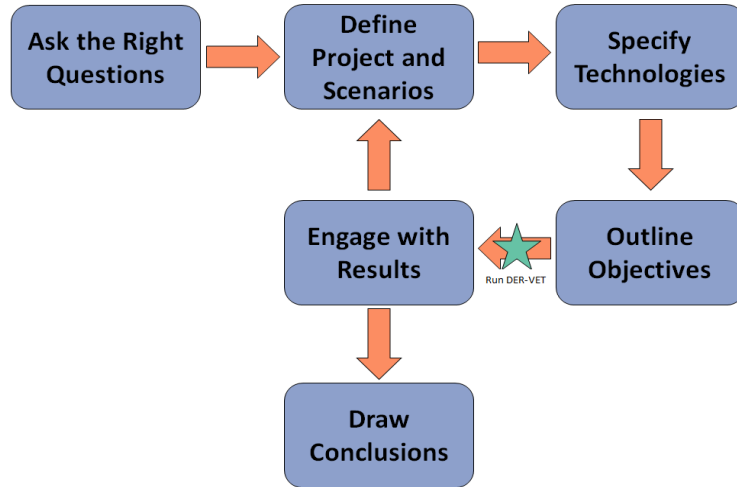 Ask the Right
Questions
Define
Project and
Scenarios
Specify
Technologies
Engage with
Results
Run DER-VET
Outline
Objectives
Draw
Conclusions